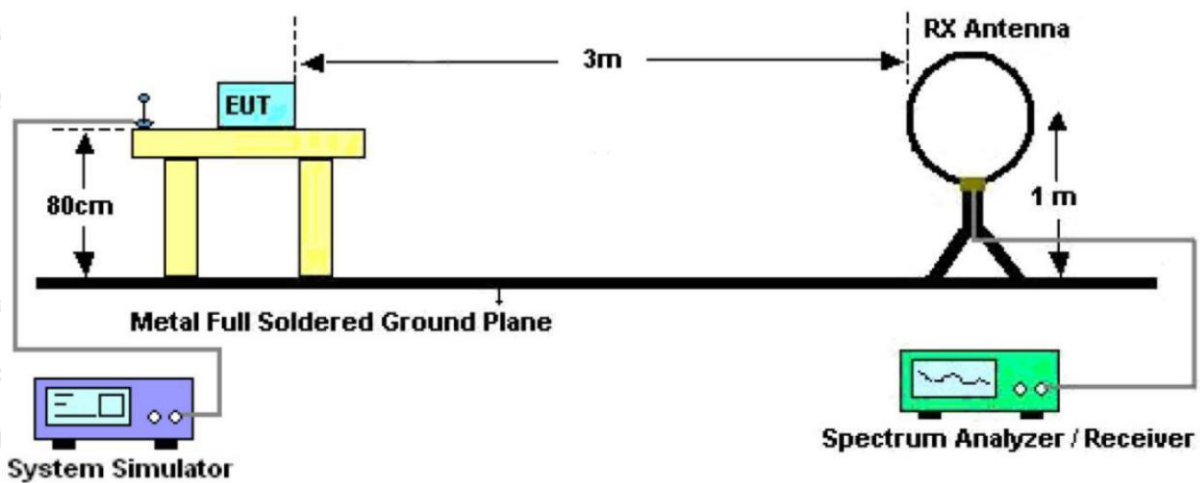 RX Antenna
3m
EUT
80cm
1 m
Metal Full Soldered Ground Plane
System Simulator
Spectrum Analyzer / Receiver